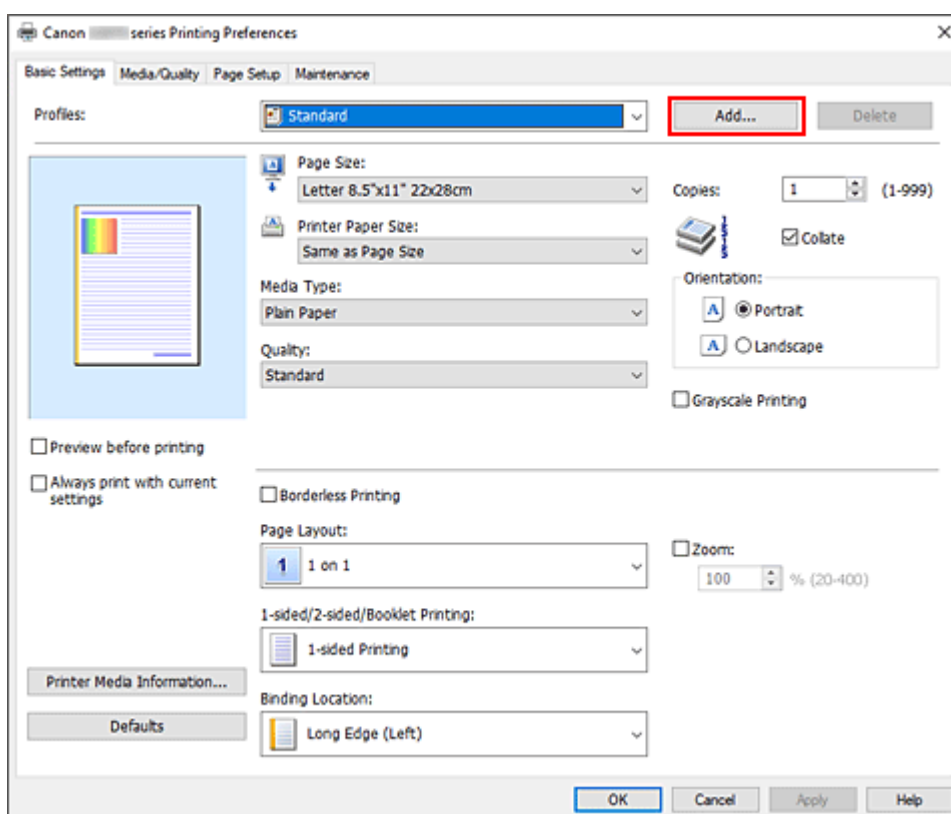 Canon series Printing Preferences
Basic Settings Media/Quality Page Setup Maintenance
Profiles: Standard Add... Delete
Page Size:
Letter 8.5"x11" 22x28cm
Copies: 1 (1-999)
Printer Paper Size:
Same as Page Size
Collate
Media Type:
Plain Paper
Orientation:
Portrait
Landscape
Quality:
Standard
Grayscale Printing
Preview before printing
Always print with current
settings
Borderless Printing
Page Layout:
1 1 on 1
Zoom:
100 % (20-400)
1-sided/2-sided/Booklet Printing:
1-sided Printing
Printer Media Information...
Defaults
Binding Location:
Long Edge (Left)
OK Cancel Apply Help